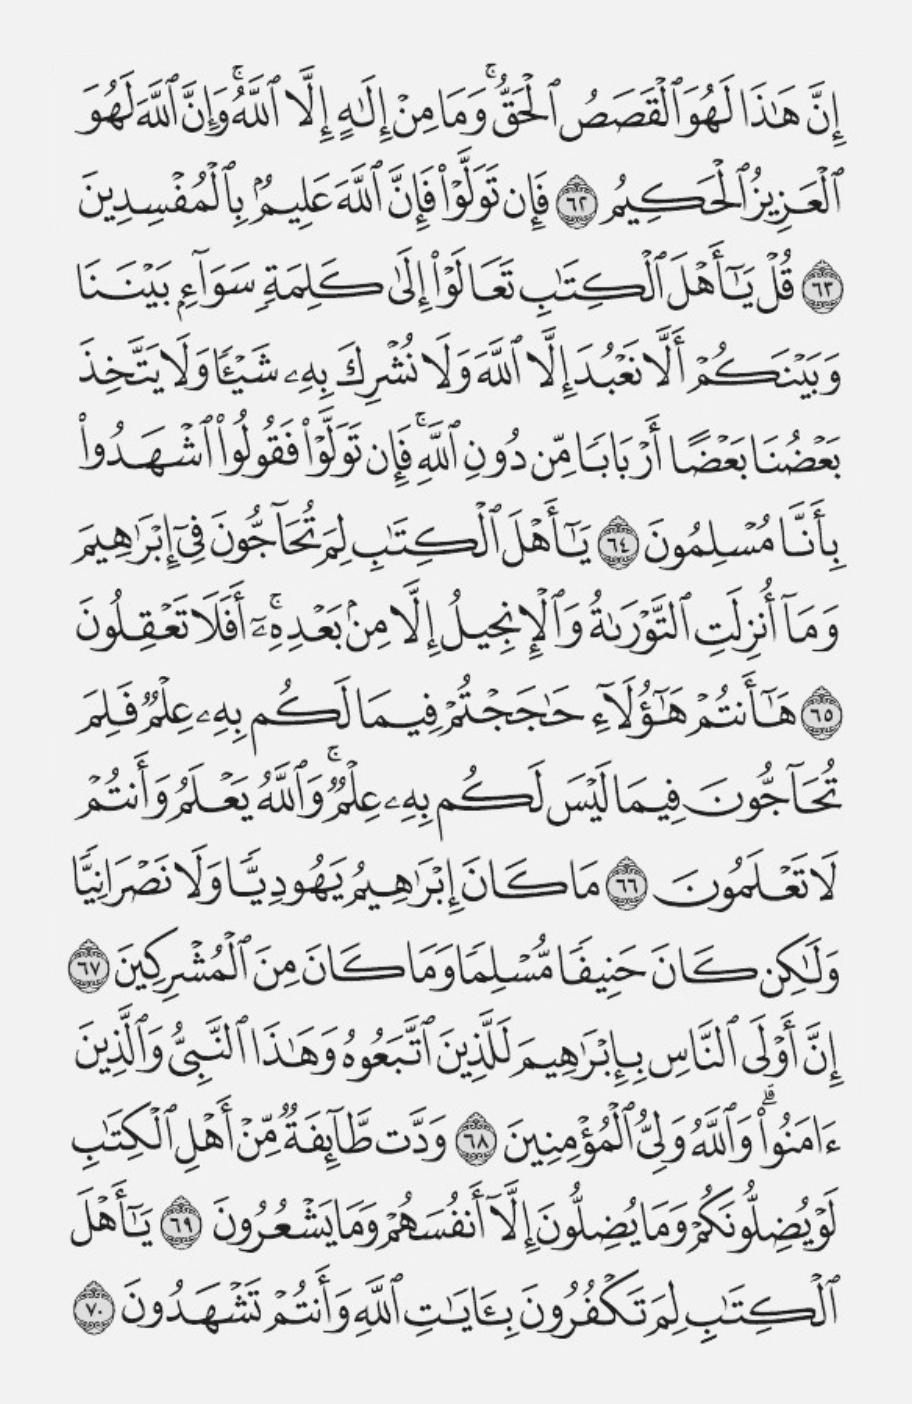 إِنَّ هَٰذَا لَهُوَ ٱلْقَصَصُ ٱلْحَقُّ ۚ وَمَا مِنْ إِلَٰهٍ إِلَّا ٱللَّهُ ۚ وَإِنَّ ٱللَّهَ لَهُوَ
ٱلْعَزِيزُ ٱلْحَكِيمُ ۝٦٢ فَإِن تَوَلَّوْا۟ فَإِنَّ ٱللَّهَ عَلِيمٌۢ بِٱلْمُفْسِدِينَ
۝٦٣ قُلْ يَٰٓأَهْلَ ٱلْكِتَٰبِ تَعَالَوْا۟ إِلَىٰ كَلِمَةٍ سَوَآءٍۭ بَيْنَنَا
وَبَيْنَكُمْ أَلَّا نَعْبُدَ إِلَّا ٱللَّهَ وَلَا نُشْرِكَ بِهِۦ شَيْـًٔا وَلَا يَتَّخِذَ
بَعْضُنَا بَعْضًا أَرْبَابًا مِّن دُونِ ٱللَّهِ ۚ فَإِن تَوَلَّوْا۟ فَقُولُوا۟ ٱشْهَدُوا۟
بِأَنَّا مُسْلِمُونَ ۝٦٤ يَٰٓأَهْلَ ٱلْكِتَٰبِ لِمَ تُحَآجُّونَ فِىٓ إِبْرَٰهِيمَ
وَمَآ أُنزِلَتِ ٱلتَّوْرَىٰةُ وَٱلْإِنجِيلُ إِلَّا مِنۢ بَعْدِهِۦٓ ۚ أَفَلَا تَعْقِلُونَ
۝٦٥ هَٰٓأَنتُمْ هَٰٓؤُلَآءِ حَٰجَجْتُمْ فِيمَا لَكُم بِهِۦ عِلْمٌ فَلِمَ
تُحَآجُّونَ فِيمَا لَيْسَ لَكُم بِهِۦ عِلْمٌ ۚ وَٱللَّهُ يَعْلَمُ وَأَنتُمْ
لَا تَعْلَمُونَ ۝٦٦ مَا كَانَ إِبْرَٰهِيمُ يَهُودِيًّا وَلَا نَصْرَانِيًّا
وَلَٰكِن كَانَ حَنِيفًا مُّسْلِمًا وَمَا كَانَ مِنَ ٱلْمُشْرِكِينَ ۝٦٧
إِنَّ أَوْلَى ٱلنَّاسِ بِإِبْرَٰهِيمَ لَلَّذِينَ ٱتَّبَعُوهُ وَهَٰذَا ٱلنَّبِىُّ وَٱلَّذِينَ
ءَامَنُوا۟ ۗ وَٱللَّهُ وَلِىُّ ٱلْمُؤْمِنِينَ ۝٦٨ وَدَّت طَّآئِفَةٌ مِّنْ أَهْلِ ٱلْكِتَٰبِ
لَوْ يُضِلُّونَكُمْ وَمَا يُضِلُّونَ إِلَّآ أَنفُسَهُمْ وَمَا يَشْعُرُونَ ۝٦٩ يَٰٓأَهْلَ
ٱلْكِتَٰبِ لِمَ تَكْفُرُونَ بِـَٔايَٰتِ ٱللَّهِ وَأَنتُمْ تَشْهَدُونَ ۝٧٠